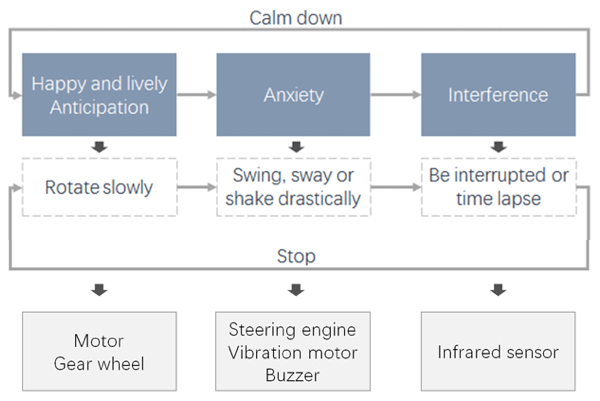 Calm down
Happy and lively
Anticipation
Anxiety
Interference
Rotate slowly
Swing, sway or
shake drastically
Be interrupted or
time lapse
Stop
Motor
Gear wheel
Steering engine
Vibration motor
Buzzer
Infrared sensor